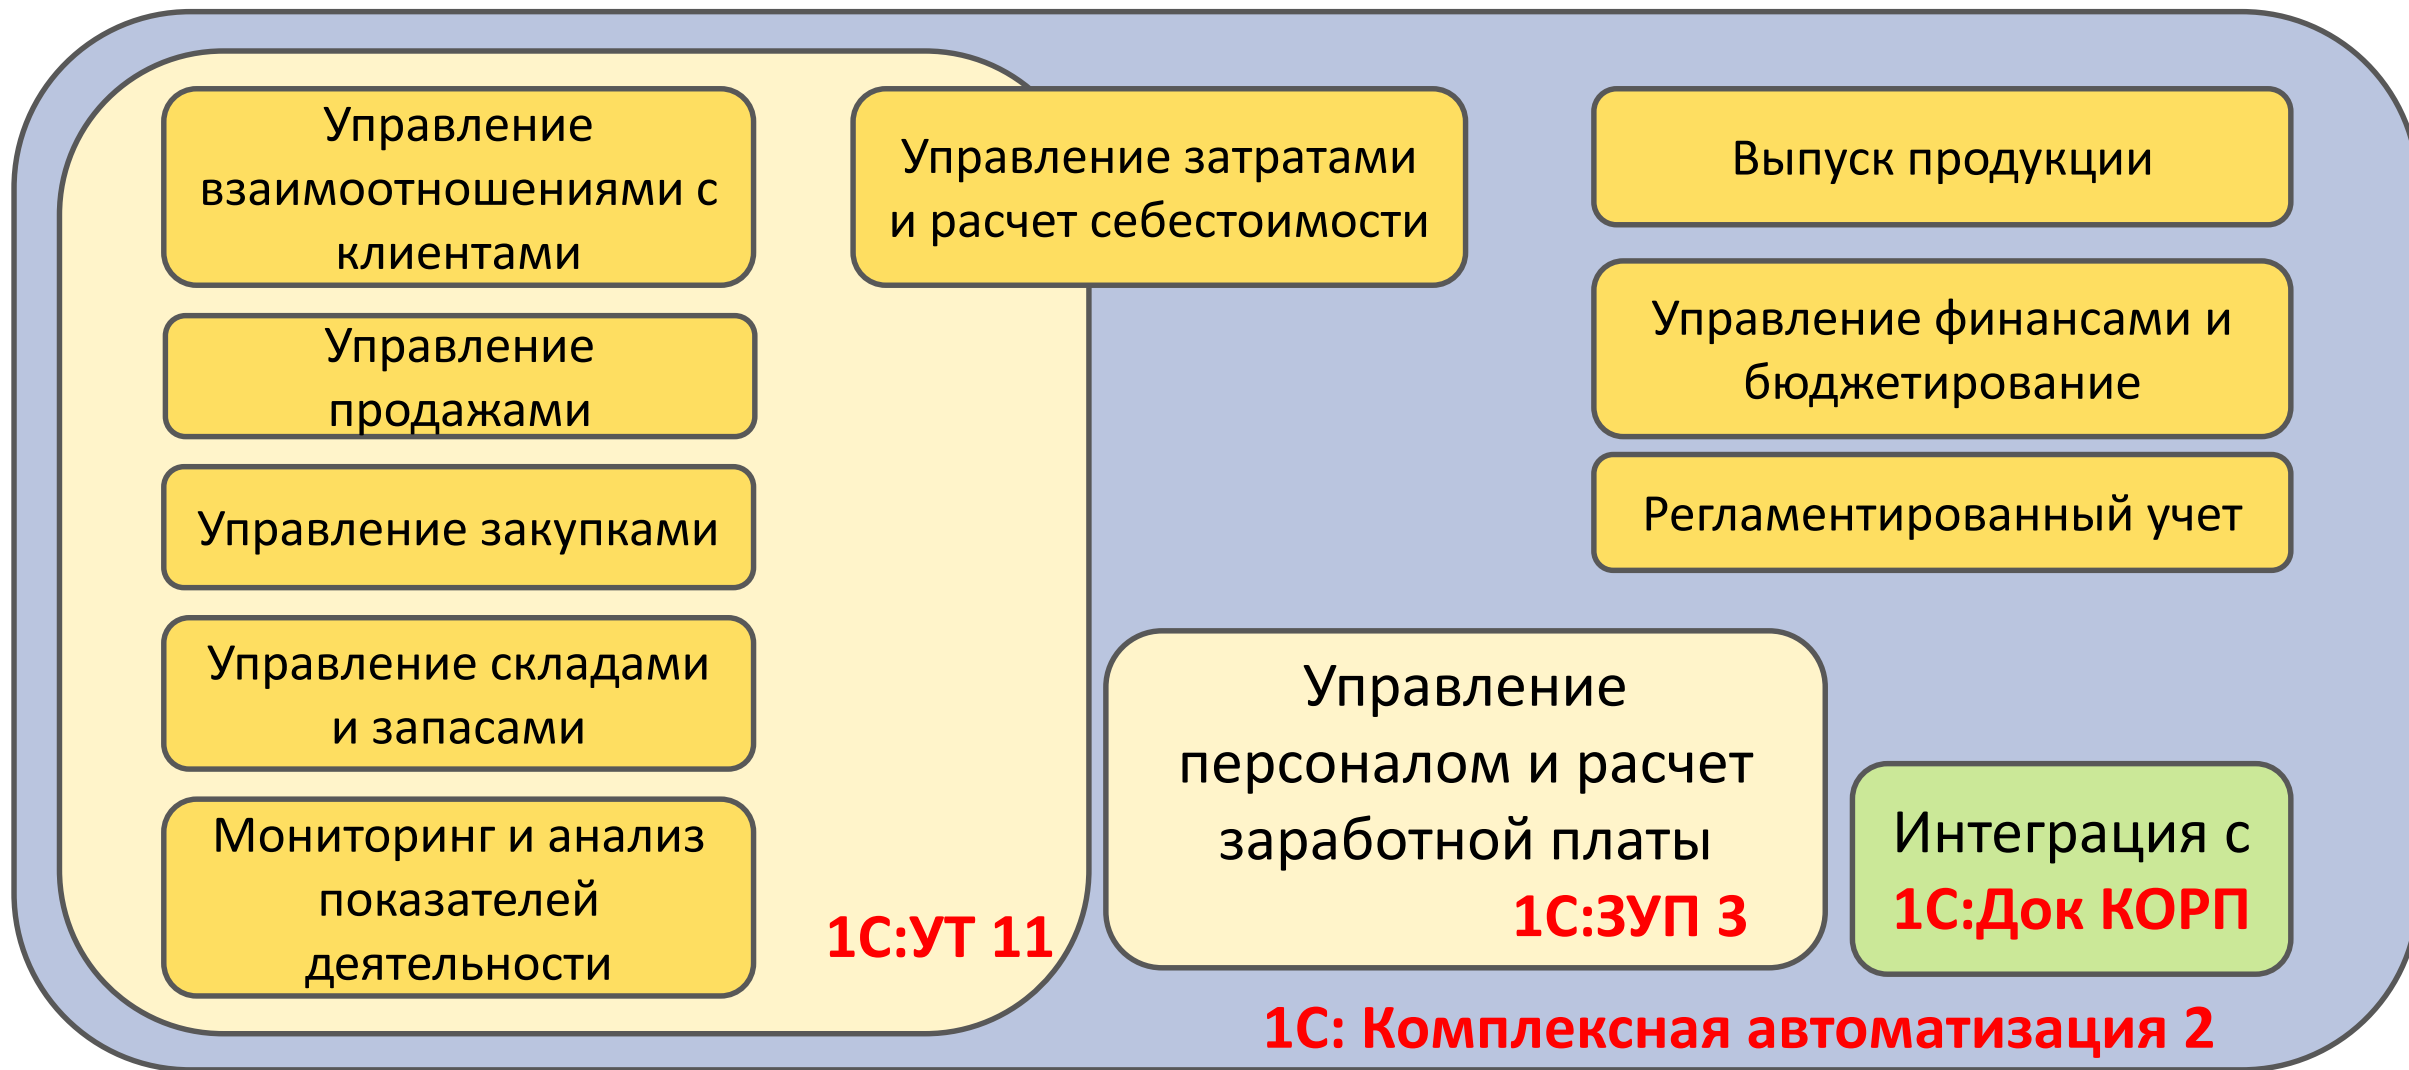 Управление
взаимоотношениями с
клиентами
Управление
продажами
Управление закупками
Управление складами
и запасами
Мониторинг и анализ
показателей
деятельности
1С:УТ 11
Управление затратами
и расчет себестоимости
Выпуск продукции
Управление финансами и
бюджетирование
Регламентированный учет
Управление
персоналом и расчет
заработной платы
1С:ЗУП 3
Интеграция с
1С:Док КОРП
1С: Комплексная автоматизация 2